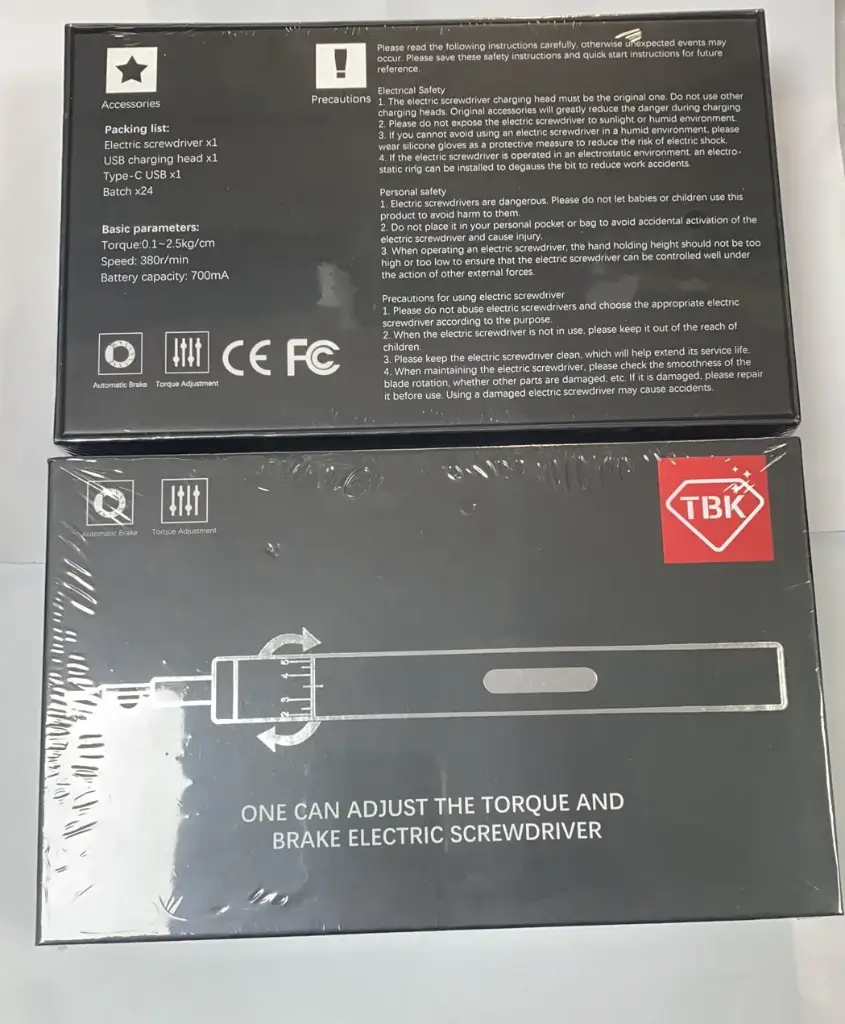 Accessories
Packing list:
Electric screwdriver x1
USB charging head x1
Type-C USB x1
Batch x24
Basic parameters:
Torque:0.1~2.5kg/cm
Speed: 380r/min
Battery capacity: 700mA
Automatic Brake
Torque Adjustment
CE FC
!
Precautions
Please read the following instructions carefully, otherwise unexpected events may
occur. Please save these safety instructions and quick start instructions for future
reference.
Electrical Safety
1. The electric screwdriver charging head must be the original one. Do not use other
charging heads. Original accessories will greatly reduce the danger during charging.
2. Please do not expose the electric screwdriver to sunlight or humid environment.
3. If you cannot avoid using an electric screwdriver in a humid environment, please
wear silicone gloves as a protective measure to reduce the risk of electric shock.
4. If the electric screwdriver is operated in an electrostatic environment, an electro-
static ring can be installed to degauss the bit to reduce work accidents.
Personal safety
1. Electric screwdrivers are dangerous. Please do not let babies or children use this
product to avoid harm to them.
2. Do not place it in your personal pocket or bag to avoid accidental activation of the
electric screwdriver and cause injury.
3. When operating an electric screwdriver, the hand holding height should not be too
high or too low to ensure that the electric screwdriver can be controlled well under
the action of other external forces.
Precautions for using electric screwdriver
1. Please do not abuse electric screwdrivers and choose the appropriate electric
screwdriver according to the purpose.
2. When the electric screwdriver is not in use, please keep it out of the reach of
children.
3. Please keep the electric screwdriver clean, which will help extend its service life.
4. When maintaining the electric screwdriver, please check the smoothness of the
blade rotation, whether other parts are damaged, etc. If it is damaged, please repair
it before use. Using a damaged electric screwdriver may cause accidents.
Automatic Brake
Torque Adjustment
TBK
5
4
3
2
ONE CAN ADJUST THE TORQUE AND
BRAKE ELECTRIC SCREWDRIVER